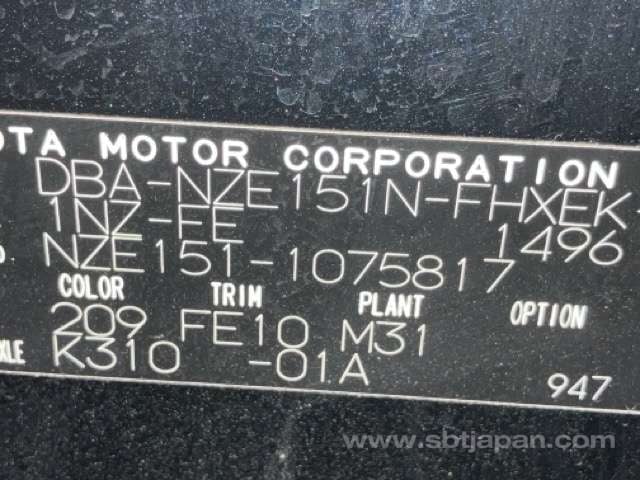 OTA MOTOR CORPORATION
DBA-NZE151N-FHXEK
1NZ-FE 1496
NZE151-1075817
COLOR TRIM PLANT OPTION
209 FE10 M31
XLE K310 -01A
947
www.sbtjapan.com